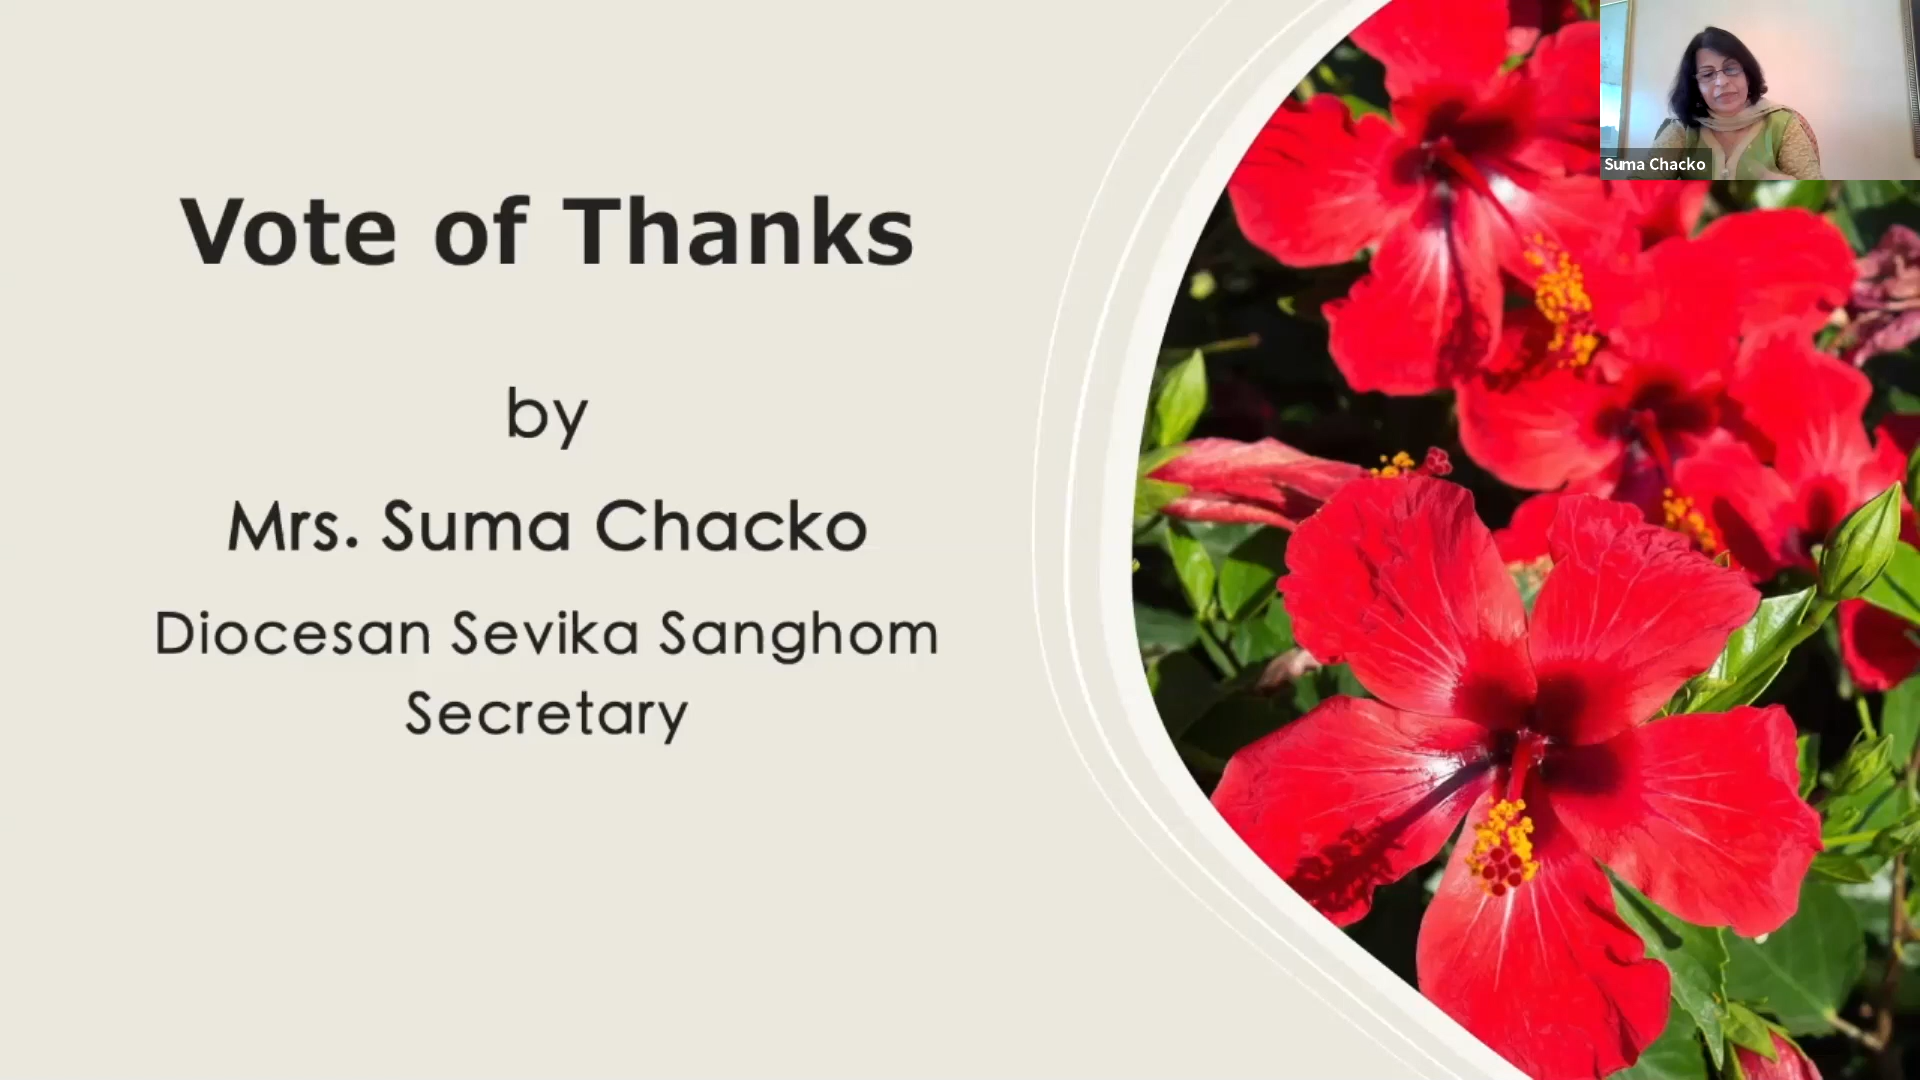 Vote of Thanks
by
Mrs. Suma Chacko
Diocesan Sevika Sanghom
Secretary
Suma Chacko